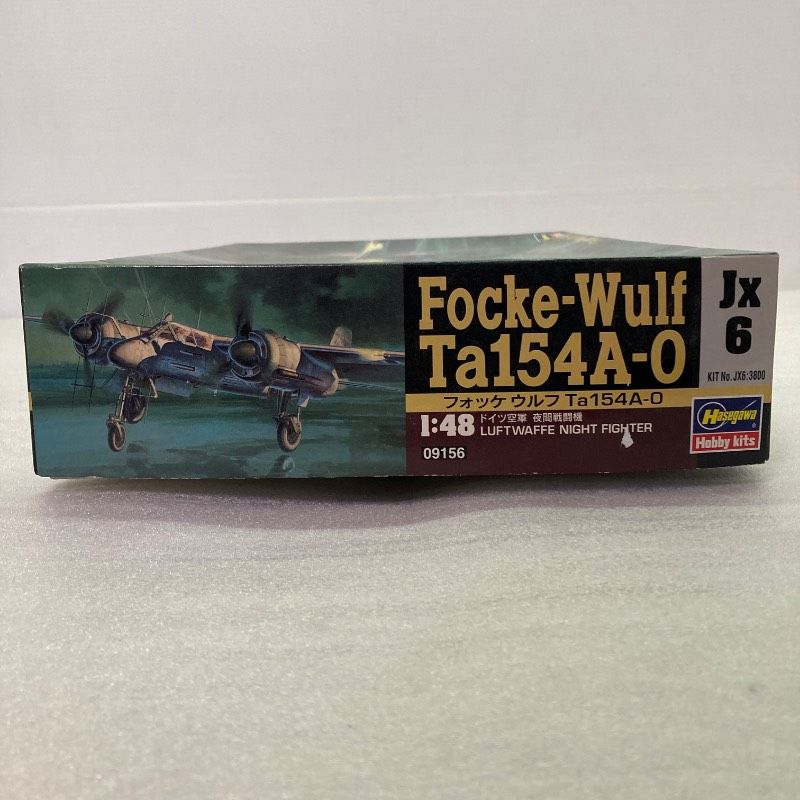 Focke-Wulf
Ta154A-0
フォッケウルフ Ta154A-0
1:48
ドイツ空軍 夜間戦闘機
LUFTWAFFE NIGHT FIGHTER
09156
Jx
6
KIT No. JX6:3800
Hasegawa
Hobby kits